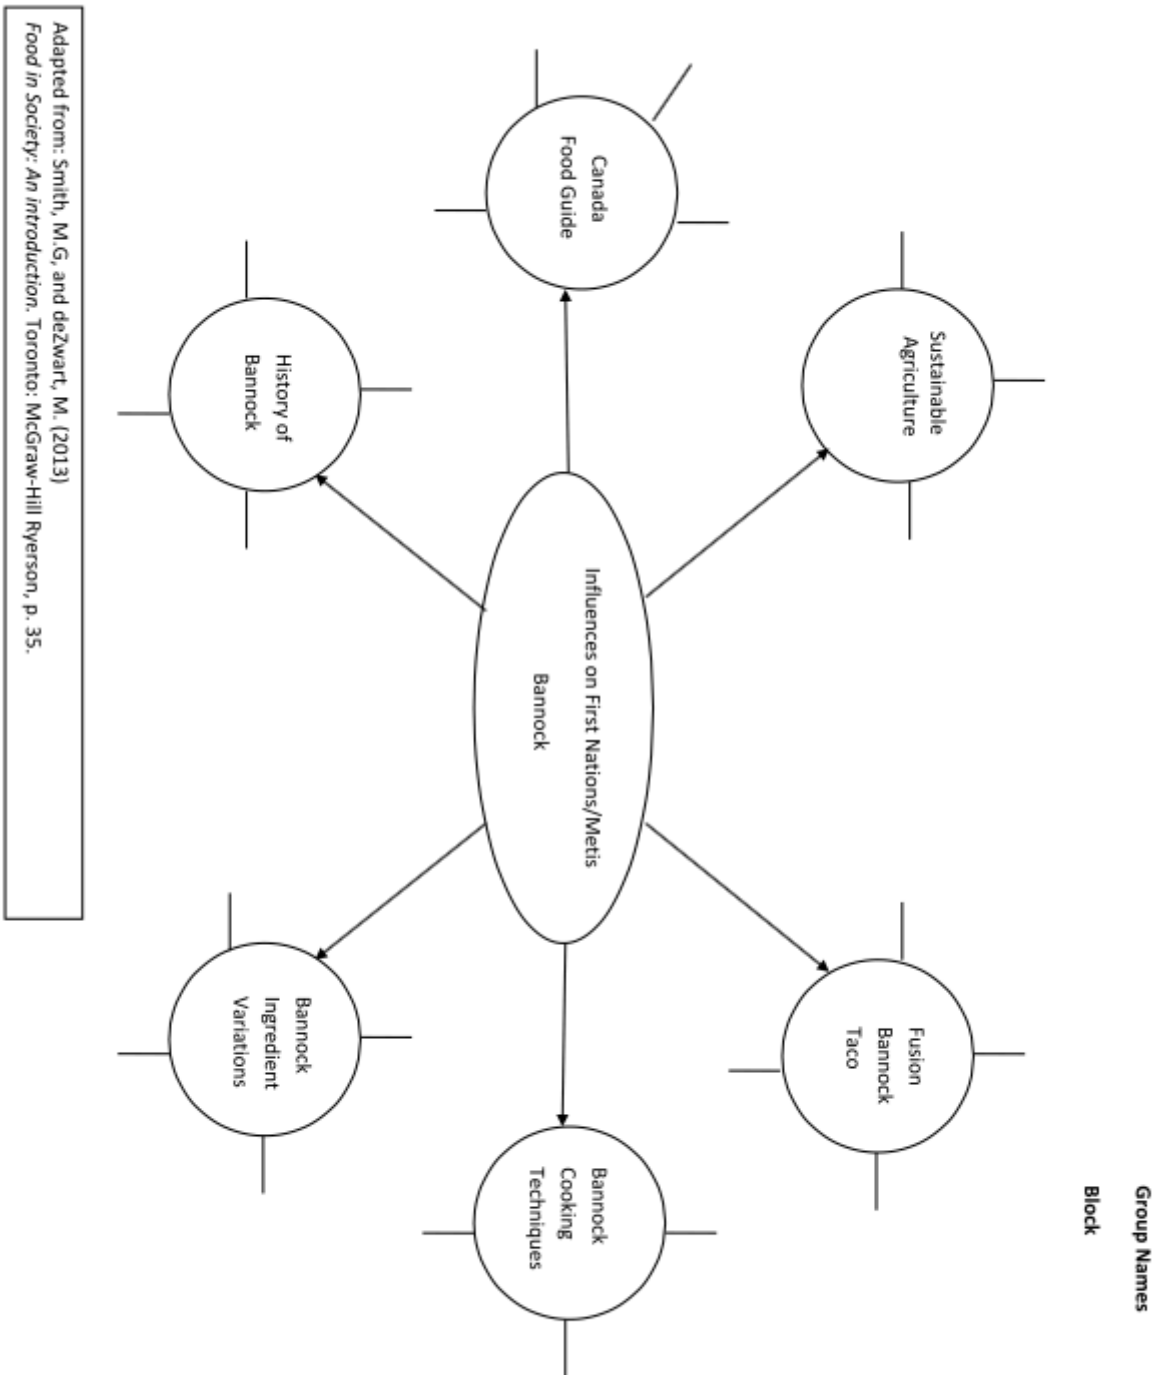 Group Names
Block
Sustainable
Agriculture
Fusion
Bannock
Taco
Canada
Food Guide
Influences on First Nations/Metis
Bannock
Bannock
Cooking
Techniques
History of
Bannock
Bannock
Ingredient
Variations
Adapted from: Smith, M.G, and deZwart, M. (2013)
Food in Society: An introduction. Toronto: McGraw-Hill Ryerson, p. 35.